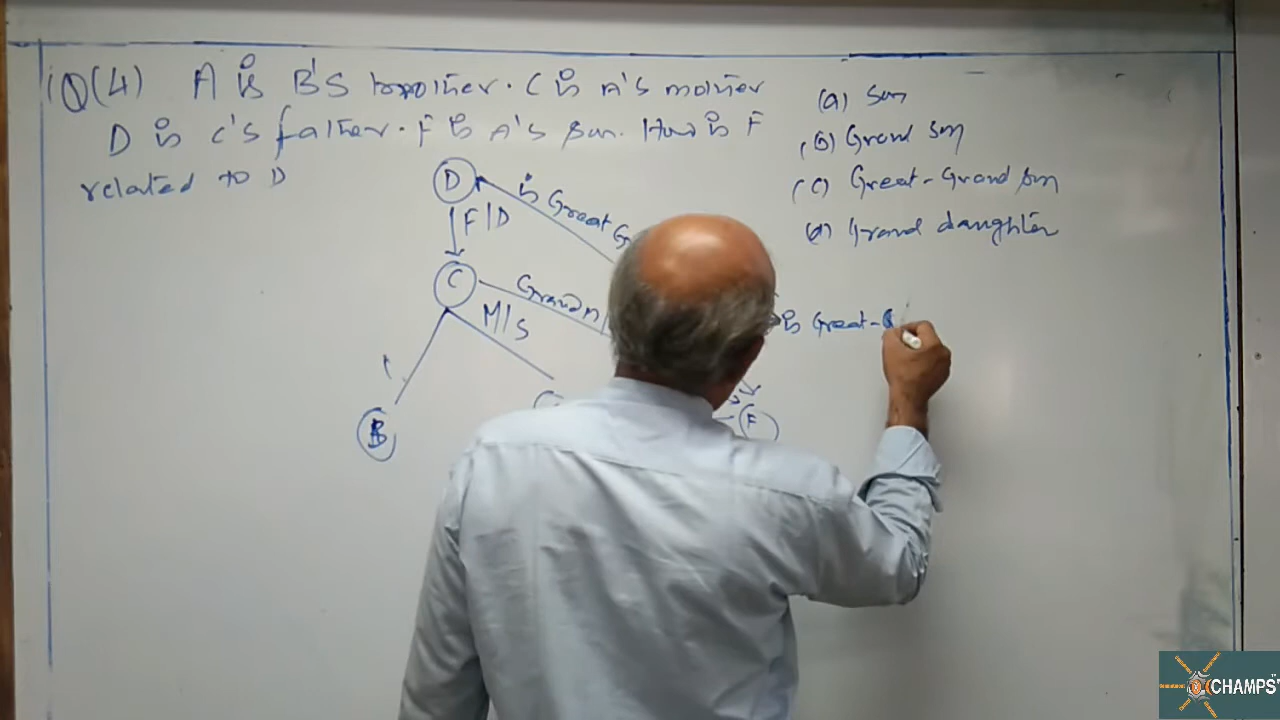 Q(4) A is B's brother. C is A's mother
D is C's father. F is A's son. How is F
related to D
(a) Son
(b) Grand son
(c) Great-Grand son
(d) Grand daughter
D
is Great G
F/D
C
Grand
M/S
is Great-G
B
F
CHAMPS